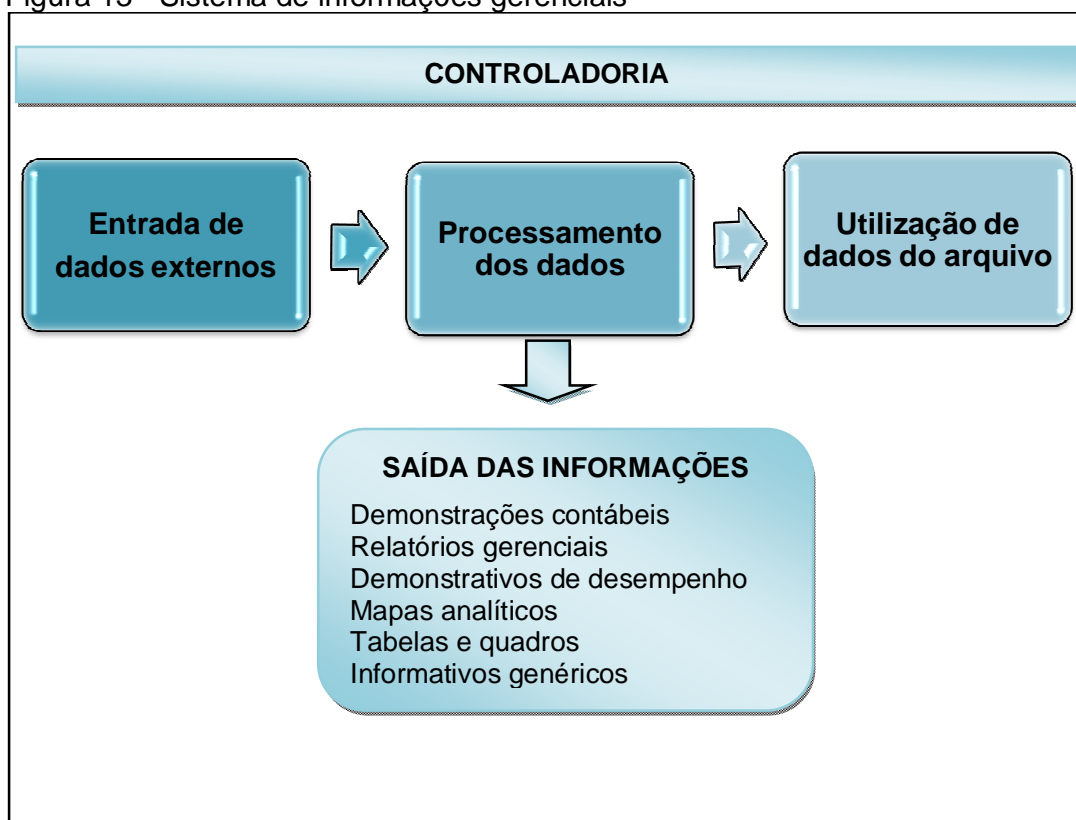 Figura 13 - Sistema de informações gerenciais
CONTROLADORIA
Entrada de
dados externos
Processamento
dos dados
Utilização de
dados do arquivo
SAÍDA DAS INFORMAÇÕES
Demonstrações contábeis
Relatórios gerenciais
Demonstrativos de desempenho
Mapas analíticos
Tabelas e quadros
Informativos genéricos